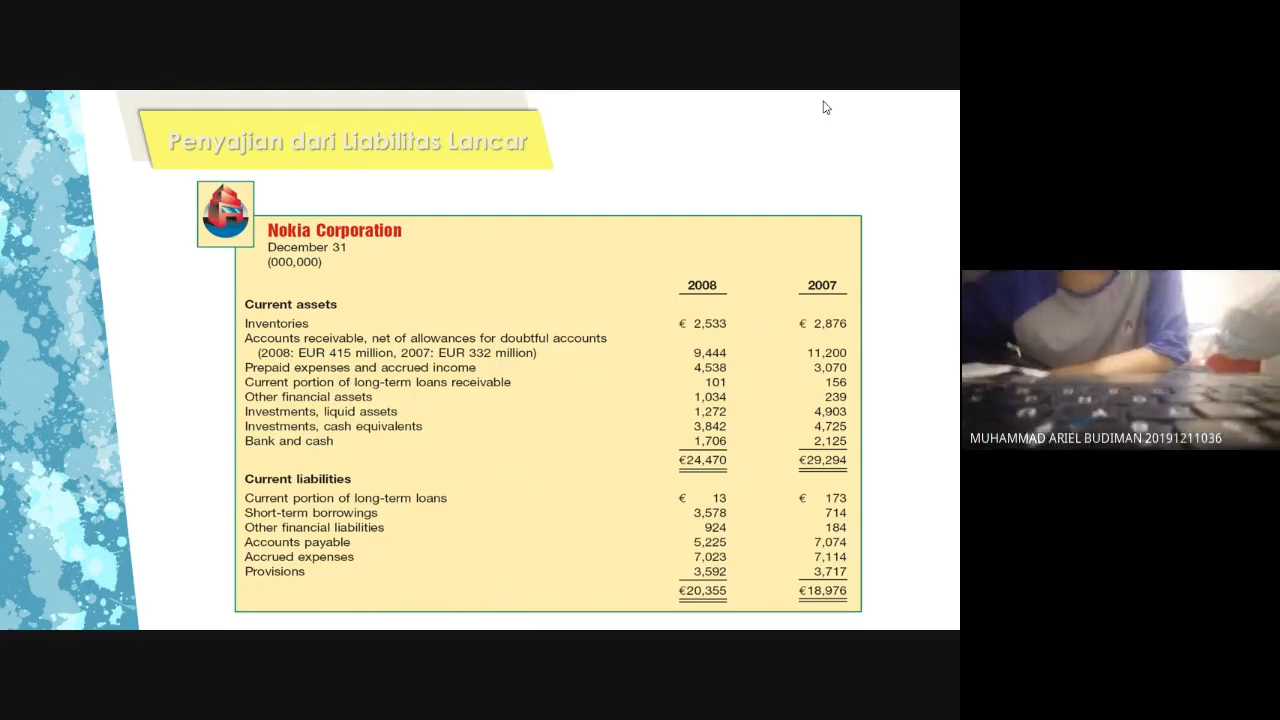 Penyajian dari Liabilitas Lancar
Nokia Corporation
December 31
(000,000)
2008 2007
Current assets
Inventories € 2,533 € 2,876
Accounts receivable, net of allowances for doubtful accounts
(2008: EUR 415 million, 2007: EUR 332 million) 9,444 11,200
Prepaid expenses and accrued income 4,538 3,070
Current portion of long-term loans receivable 101 156
Other financial assets 1,034 239
Investments, liquid assets 1,272 4,903
Investments, cash equivalents 3,842 4,725
Bank and cash 1,706 2,125
€24,470 €29,294
Current liabilities
Current portion of long-term loans € 13 € 173
Short-term borrowings 3,578 714
Other financial liabilities 924 184
Accounts payable 5,225 7,074
Accrued expenses 7,023 7,114
Provisions 3,592 3,717
€20,355 €18,976
MUHAMMAD ARIEL BUDIMAN 20191211036